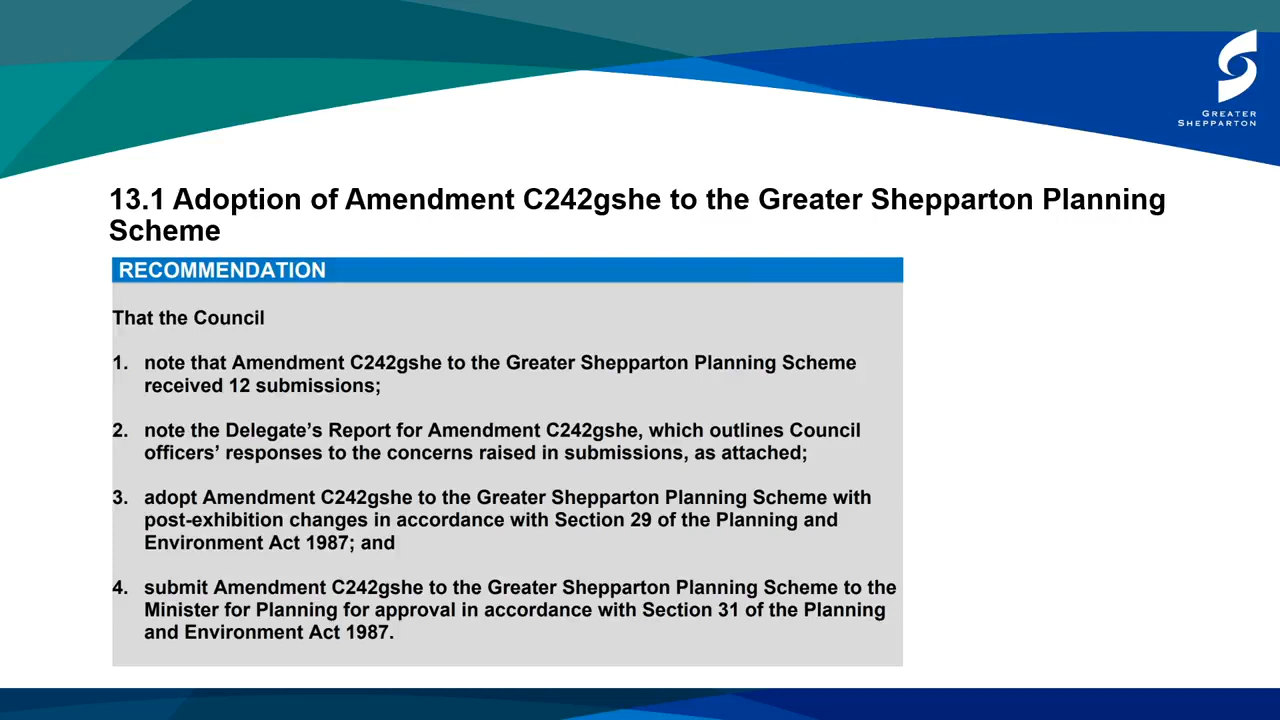 GREATER
SHEPPARTON
13.1 Adoption of Amendment C242gshe to the Greater Shepparton Planning
Scheme
RECOMMENDATION
That the Council
1. note that Amendment C242gshe to the Greater Shepparton Planning Scheme
received 12 submissions;
2. note the Delegate’s Report for Amendment C242gshe, which outlines Council
officers’ responses to the concerns raised in submissions, as attached;
3. adopt Amendment C242gshe to the Greater Shepparton Planning Scheme with
post-exhibition changes in accordance with Section 29 of the Planning and
Environment Act 1987; and
4. submit Amendment C242gshe to the Greater Shepparton Planning Scheme to the
Minister for Planning for approval in accordance with Section 31 of the Planning
and Environment Act 1987.